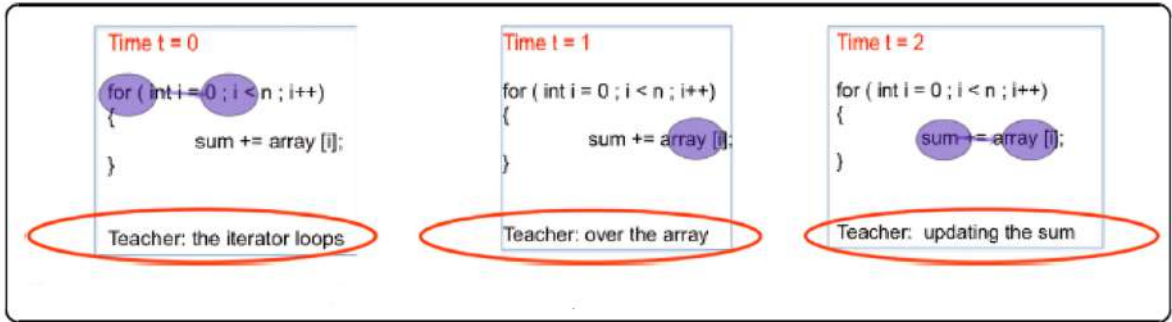 Time t = 0
for ( int i = 0 ; i < n ; i++)
{
sum += array [i];
}
Teacher: the iterator loops
Time t = 1
for ( int i = 0 ; i < n ; i++)
{
sum += array [i];
}
Teacher: over the array
Time t = 2
for ( int i = 0 ; i < n ; i++)
{
sum += array [i];
}
Teacher: updating the sum